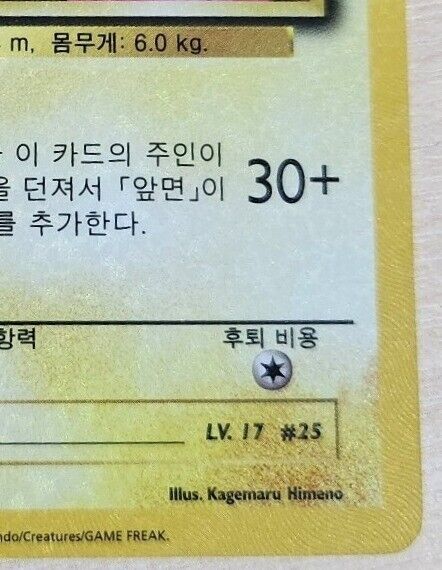 m, 몸무게: 6.0 kg.
이 카드의 주인이
던져서 「앞면」이
30+
를 추가한다.
항력
후퇴 비용
LV. 17 #25
Illus. Kagemaru Himeno
ndo/Creatures/GAME FREAK.